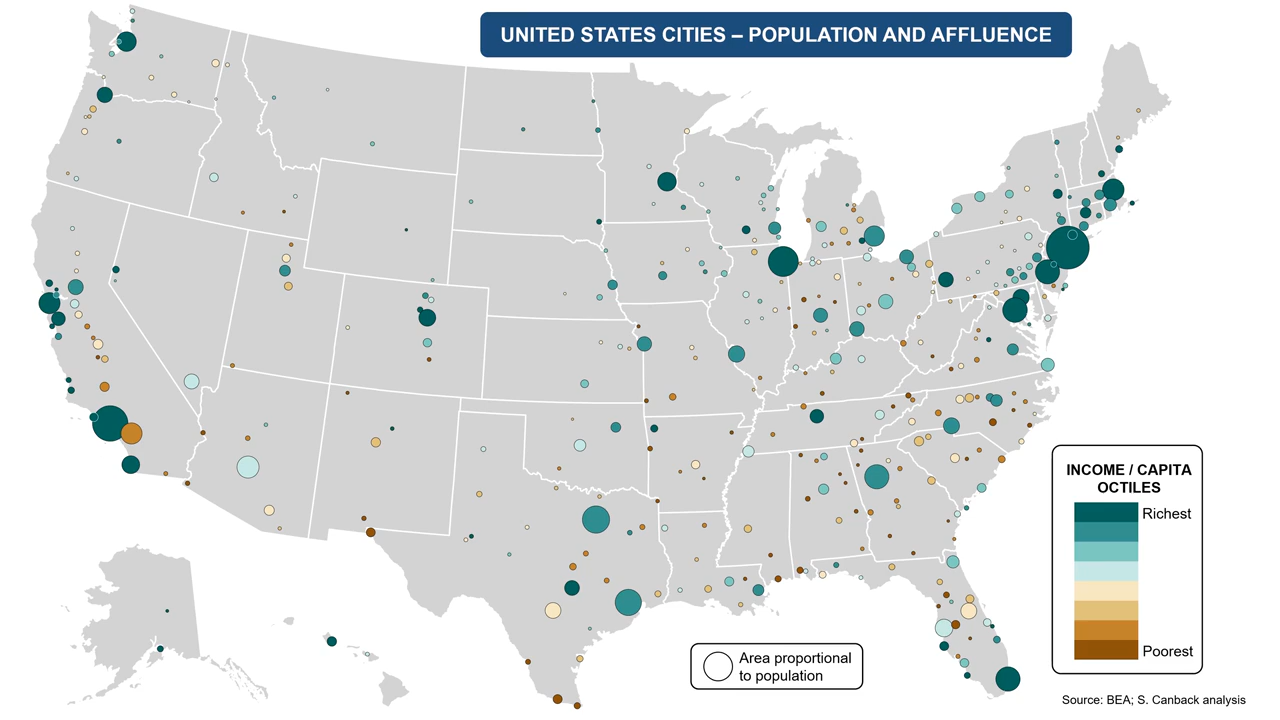 UNITED STATES CITIES – POPULATION AND AFFLUENCE
INCOME / CAPITA
OCTILES
Richest
Poorest
Area proportional
to population
Source: BEA; S. Canback analysis